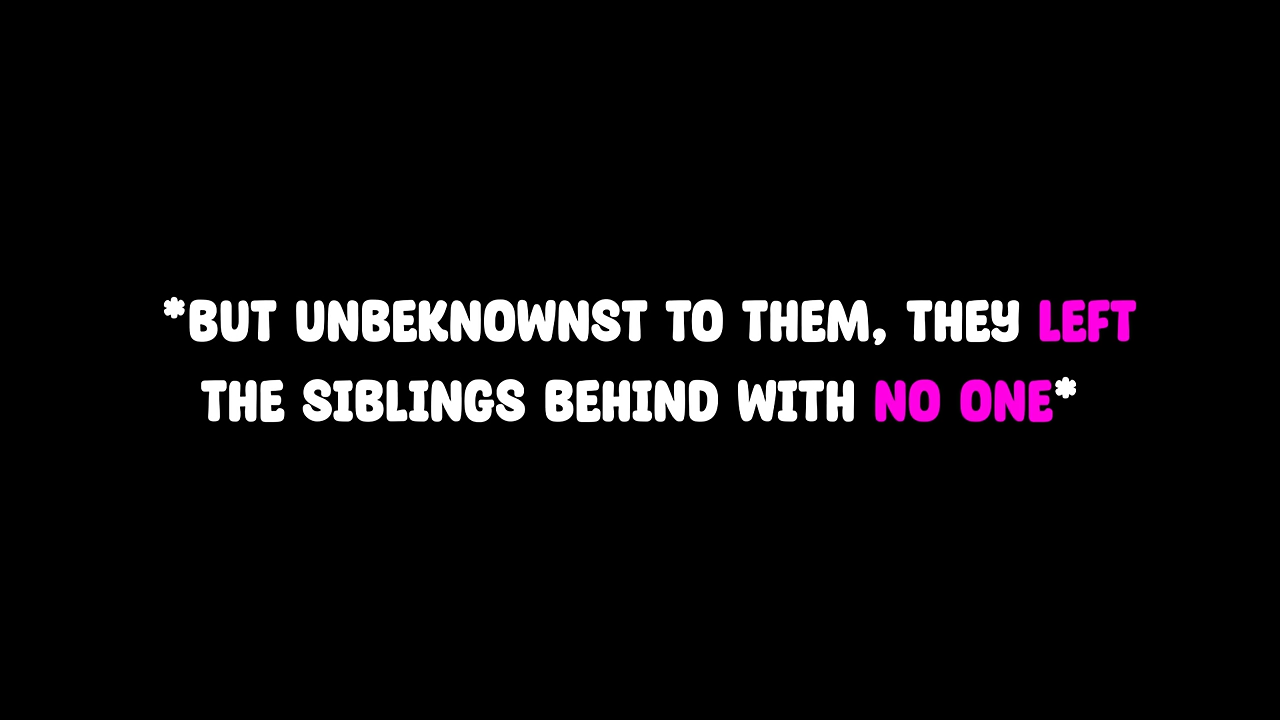 *BUT UNBEKNOWNST TO THEM, THEY LEFT
THE SIBLINGS BEHIND WITH NO ONE*